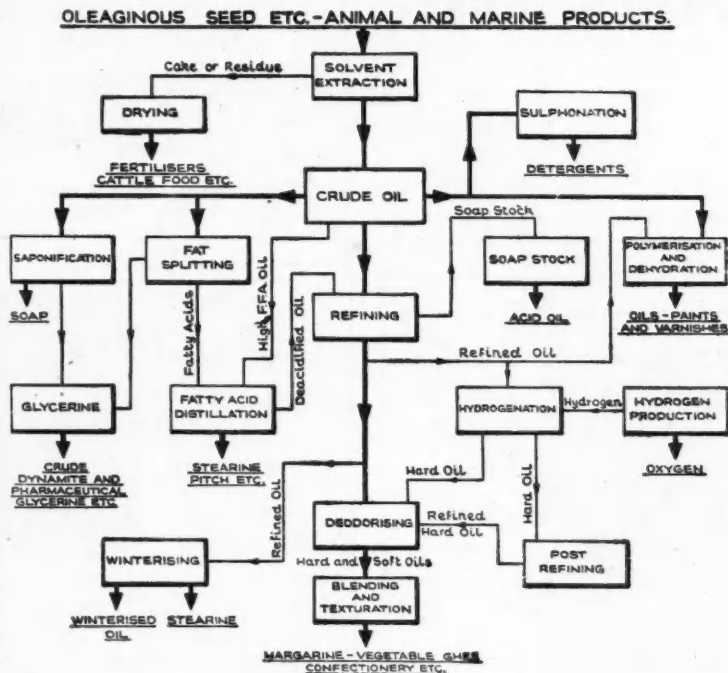 OLEAGINOUS SEED ETC.-ANIMAL AND MARINE PRODUCTS.
SOLVENT
EXTRACTION
Cake or Residue
DRYING
FERTILISERS
CATTLE FOOD ETC.
SULPHONATION
DETERGENTS
CRUDE OIL
Soap Stock
SAPONIFICATION
SOAP
FAT
SPLITTING
Fatty Acids
High FFA Oil
Deacidified Oil
REFINING
SOAP STOCK
ACID OIL
POLYMERISATION
AND
DEHYDRATION
OILS-PAINTS
AND VARNISHES
Refined Oil
GLYCERINE
CRUDE
DYNAMITE AND
PHARMACEUTICAL
GLYCERINE ETC
FATTY ACID
DISTILLATION
STEARINE
PITCH ETC.
HYDROGENATION
Hydrogen
HYDROGEN
PRODUCTION
OXYGEN
Hard Oil
Hard Oil
Refined Oil
DEODORISING
Refined
Hard Oil
POST
REFINING
WINTERISING
WINTERISED
OIL
STEARINE
Hard and Soft Oils
BLENDING
AND
TEXTURATION
MARGARINE-VEGETABLE GHEE
CONFECTIONERY ETC.